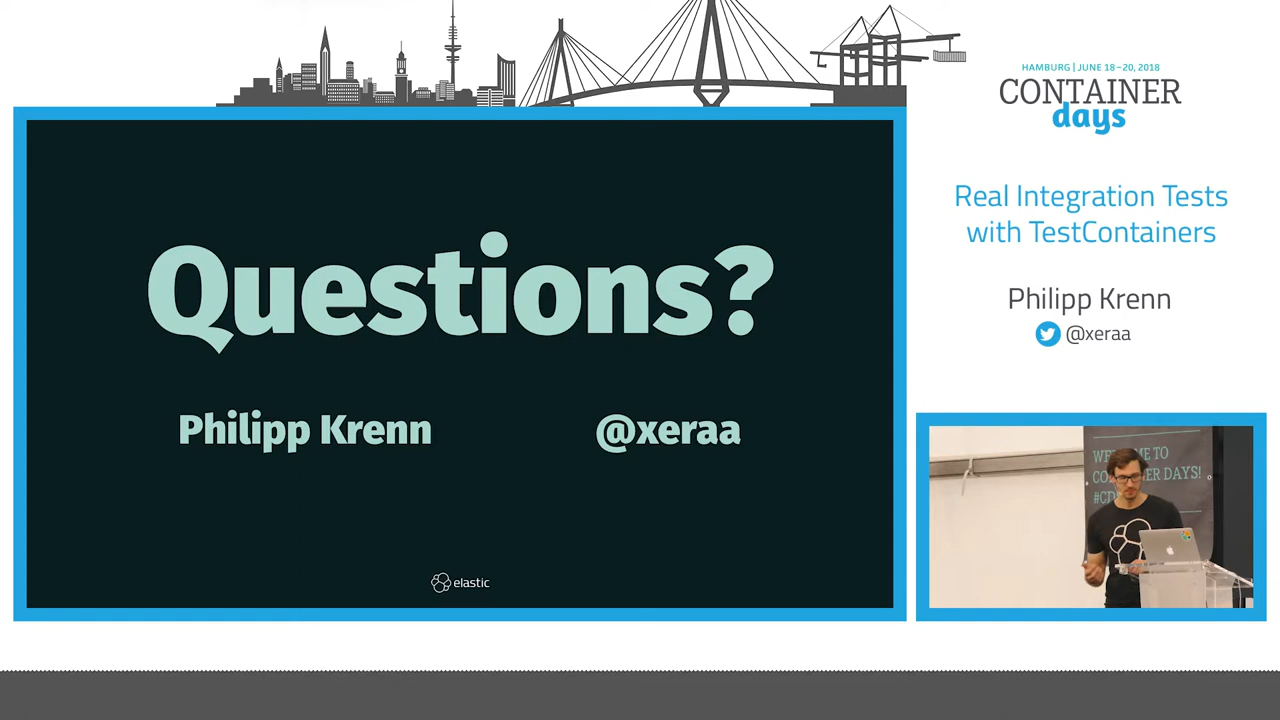 HAMBURG | JUNE 18–20, 2018
CONTAINER
days
Real Integration Tests
with TestContainers
Philipp Krenn
@xeraa
Questions?
Philipp Krenn @xeraa
elastic
DAYS!